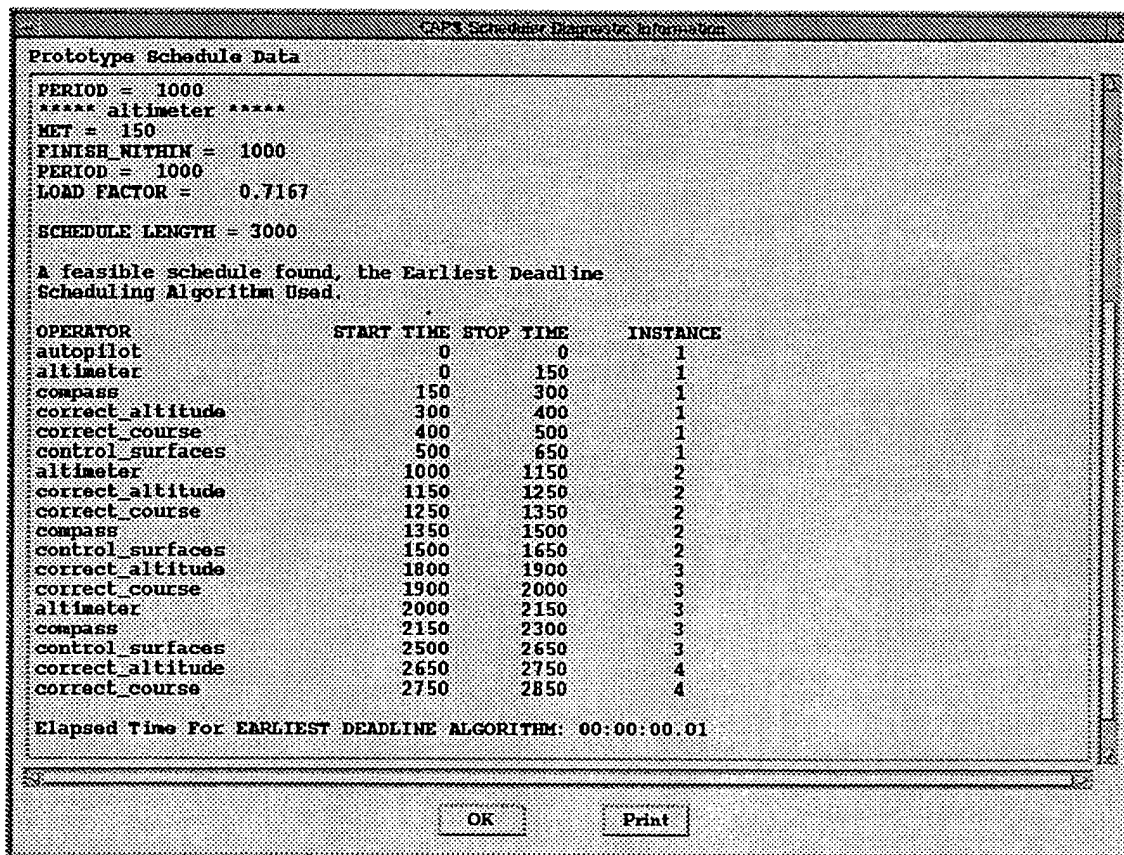 CAPS Scheduler Diagnostic Information
Prototype Schedule Data
PERIOD = 1000
***** altimeter *****
MET = 150
FINISH_WITHIN = 1000
PERIOD = 1000
LOAD FACTOR = 0.7167
SCHEDULE LENGTH = 3000
A feasible schedule found, the Earliest Deadline
Scheduling Algorithm Used.
OPERATOR START TIME STOP TIME INSTANCE
autopilot 0 0 1
altimeter 0 150 1
compass 150 300 1
correct_altitude 300 400 1
correct_course 400 500 1
control_surfaces 500 650 1
altimeter 1000 1150 2
correct_altitude 1150 1250 2
correct_course 1250 1350 2
compass 1350 1500 2
control_surfaces 1500 1650 2
correct_altitude 1800 1900 3
correct_course 1900 2000 3
altimeter 2000 2150 3
compass 2150 2300 3
control_surfaces 2500 2650 3
correct_altitude 2650 2750 4
correct_course 2750 2850 4
Elapsed Time For EARLIEST DEADLINE ALGORITHM: 00:00:00.01
OK Print